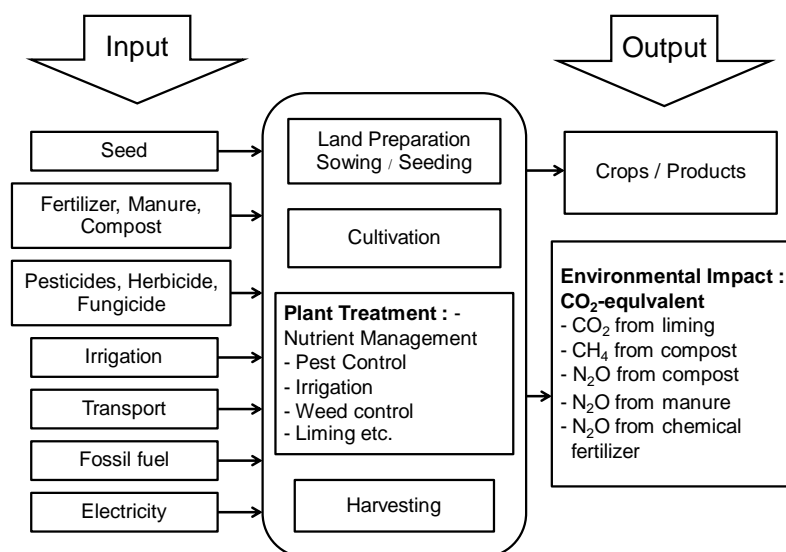 Input
Output
Seed
Fertilizer, Manure,
Compost
Pesticides, Herbicide,
Fungicide
Irrigation
Transport
Fossil fuel
Electricity
Land Preparation
Sowing / Seeding
Cultivation
Plant Treatment : -
Nutrient Management
- Pest Control
- Irrigation
- Weed control
- Liming etc.
Harvesting
Crops / Products
Environmental Impact :
CO₂-equlvalent
- CO₂ from liming
- CH₄ from compost
- N₂O from compost
- N₂O from manure
- N₂O from chemical
fertilizer